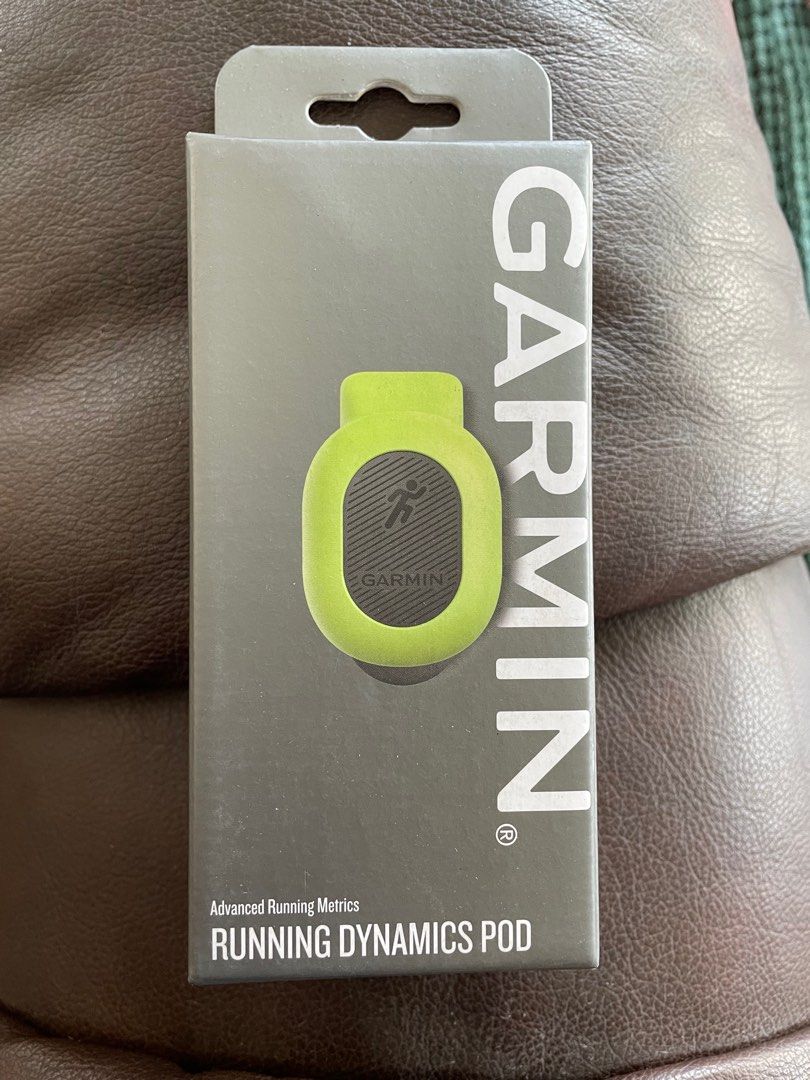 GARMIN®
GARMIN
Advanced Running Metrics
RUNNING DYNAMICS POD